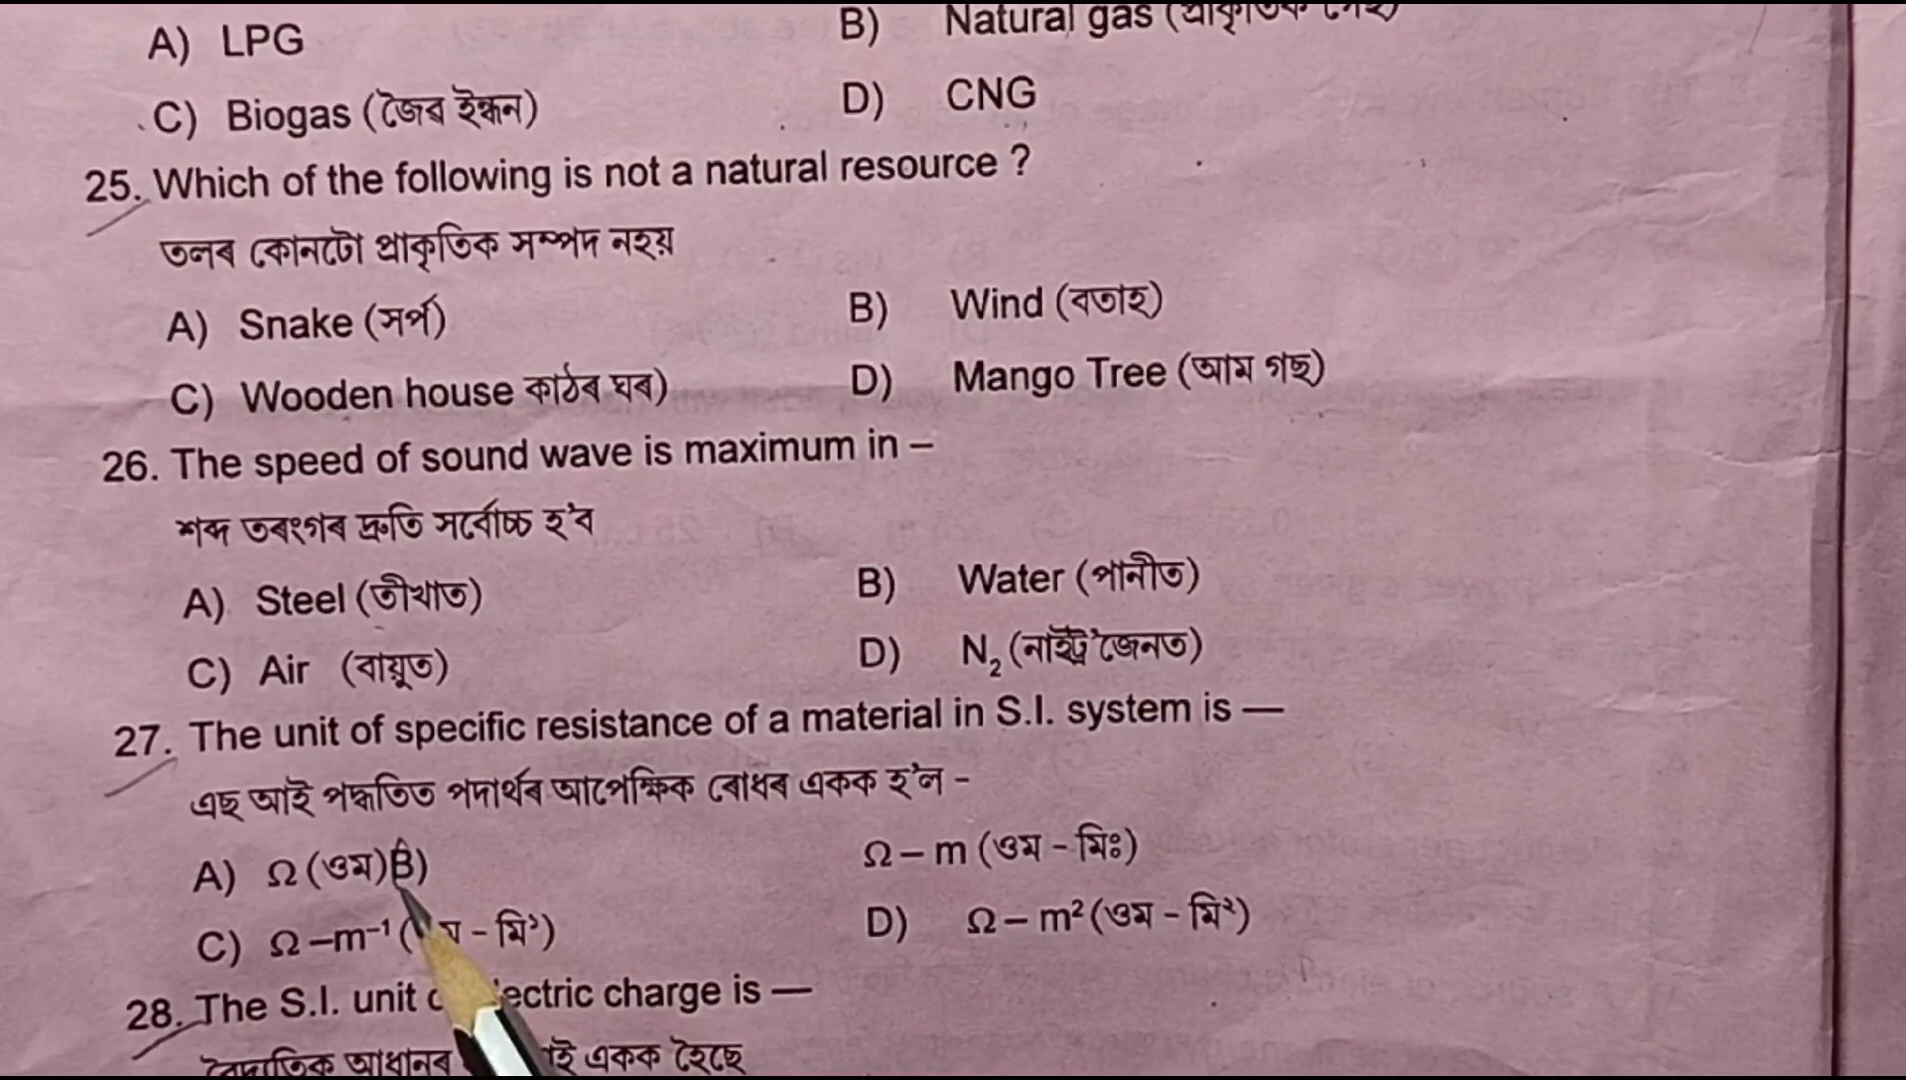 A) LPG B) Natural gas (প্রাকৃতিক গেছ)
C) Biogas (জৈৱ ইন্ধন) D) CNG
25. Which of the following is not a natural resource ?
তলৰ কোনটো প্ৰাকৃতিক সম্পদ নহয়
A) Snake (সৰ্প) B) Wind (বতাহ)
C) Wooden house কাঠৰ ঘৰ) D) Mango Tree (আম গছ)
26. The speed of sound wave is maximum in –
শব্দ তৰংগৰ দ্ৰুতি সৰ্বোচ্চ হ'ব
A) Steel (তীখাত) B) Water (পানীত)
C) Air (বায়ুত) D) N₂ (নাইট্ৰ'জেনত)
27. The unit of specific resistance of a material in S.I. system is —
এছ আই পদ্ধতিত পদাৰ্থৰ আপেক্ষিক ৰোধৰ একক হ'ল –
A) Ω (ওম) B) Ω – m (ওম - মিঃ)
C) Ω –m⁻¹ ( ম - মি¹) D) Ω – m² (ওম - মি²)
28. The S.I. unit electric charge is —
বৈদ্যুতিক আধানৰ একক হৈছে